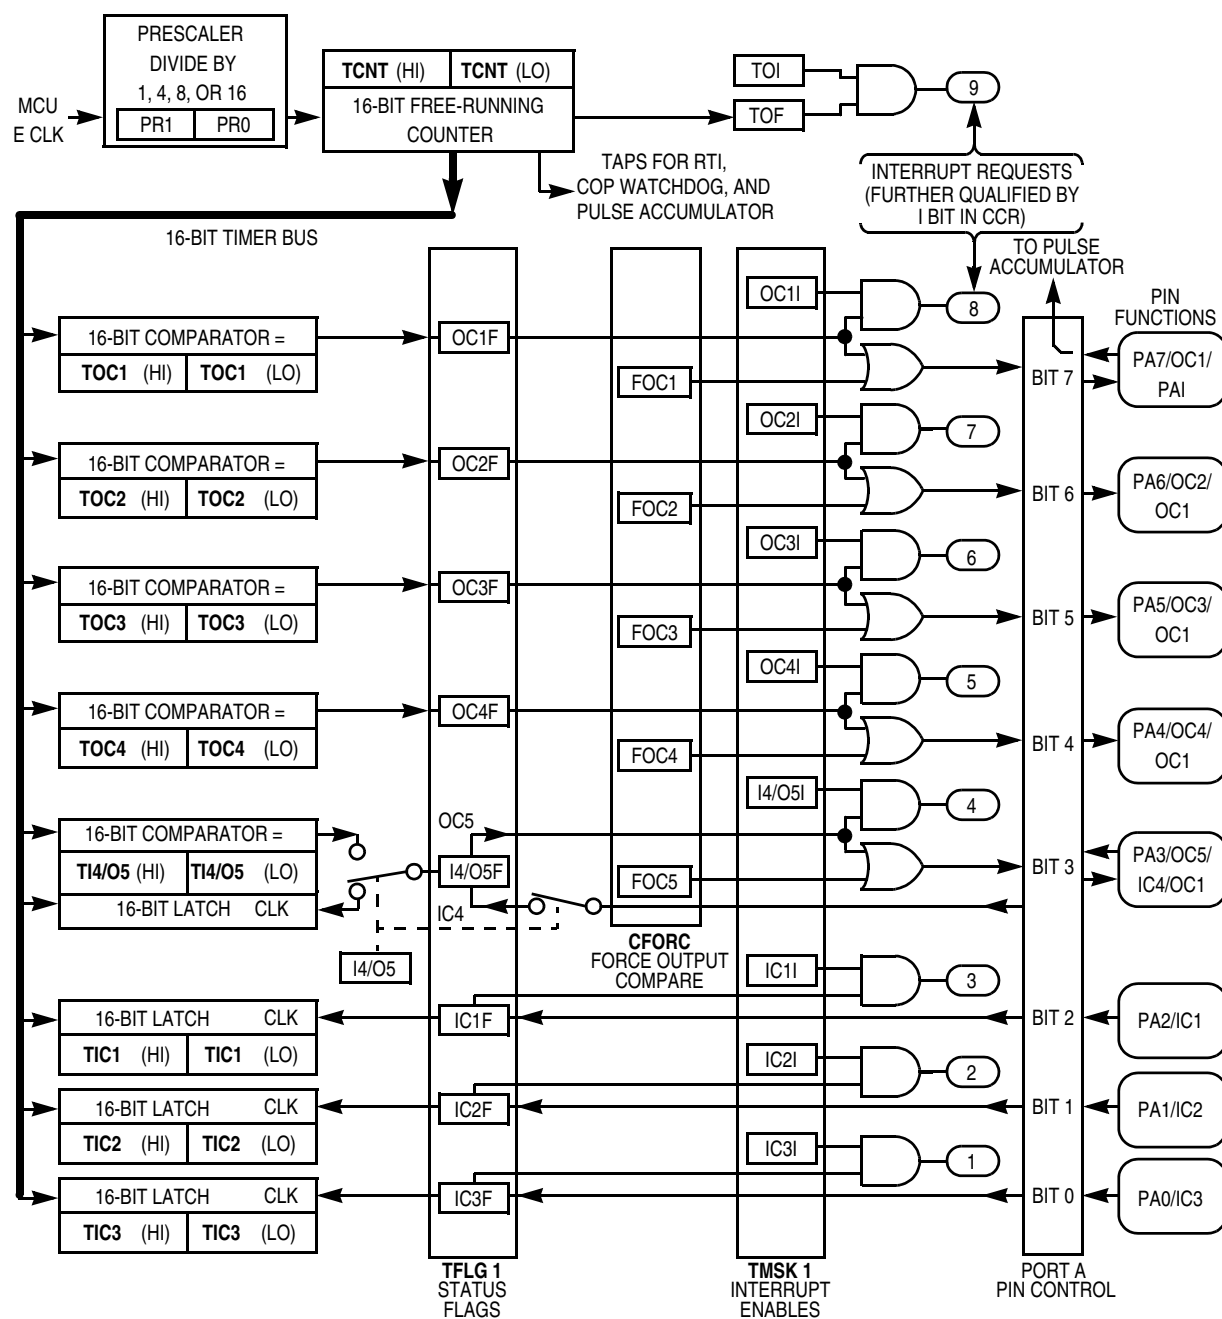 PRESCALER
DIVIDE BY
1, 4, 8, OR 16
PR1 PR0
MCU
E CLK
TCNT (HI) TCNT (LO)
16-BIT FREE-RUNNING
COUNTER
TOI
TOF
9
TAPS FOR RTI,
COP WATCHDOG, AND
PULSE ACCUMULATOR
INTERRUPT REQUESTS
(FURTHER QUALIFIED BY
I BIT IN CCR)
16-BIT TIMER BUS
TO PULSE
ACCUMULATOR
PIN
FUNCTIONS
OC1I
8
16-BIT COMPARATOR =
TOC1 (HI) TOC1 (LO)
OC1F
FOC1
BIT 7
PA7/OC1/
PAI
OC2I
7
16-BIT COMPARATOR =
TOC2 (HI) TOC2 (LO)
OC2F
FOC2
BIT 6
PA6/OC2/
OC1
OC3I
6
16-BIT COMPARATOR =
TOC3 (HI) TOC3 (LO)
OC3F
FOC3
BIT 5
PA5/OC3/
OC1
OC4I
5
16-BIT COMPARATOR =
TOC4 (HI) TOC4 (LO)
OC4F
FOC4
BIT 4
PA4/OC4/
OC1
I4/O5I
4
16-BIT COMPARATOR =
TI4/O5 (HI) TI4/O5 (LO)
16-BIT LATCH CLK
OC5
I4/O5F
IC4
FOC5
BIT 3
PA3/OC5/
IC4/OC1
I4/O5
CFORC
FORCE OUTPUT
COMPARE
IC1I
3
16-BIT LATCH CLK
TIC1 (HI) TIC1 (LO)
IC1F
BIT 2
PA2/IC1
IC2I
2
16-BIT LATCH CLK
TIC2 (HI) TIC2 (LO)
IC2F
BIT 1
PA1/IC2
IC3I
1
16-BIT LATCH CLK
TIC3 (HI) TIC3 (LO)
IC3F
BIT 0
PA0/IC3
TFLG 1
STATUS
FLAGS
TMSK 1
INTERRUPT
ENABLES
PORT A
PIN CONTROL